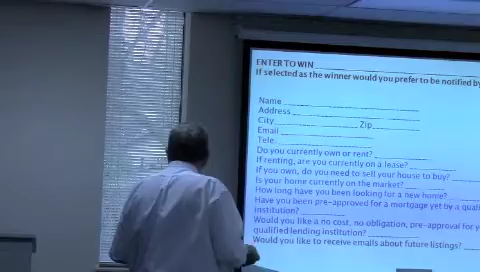 ENTER TO WIN
If selected as the winner would you prefer to be notified by
Name
Address
City Zip
Email
Tele.
Do you currently own or rent?
If renting, are you currently on a lease?
If you own, do you need to sell your house to buy?
Is your home currently on the market?
How long have you been looking for a new home?
Have you been pre-approved for a mortgage yet by a
institution?
Would you like a no cost, no obligation, pre-approval for
qualified lending institution?
Would you like to receive emails about future listings?